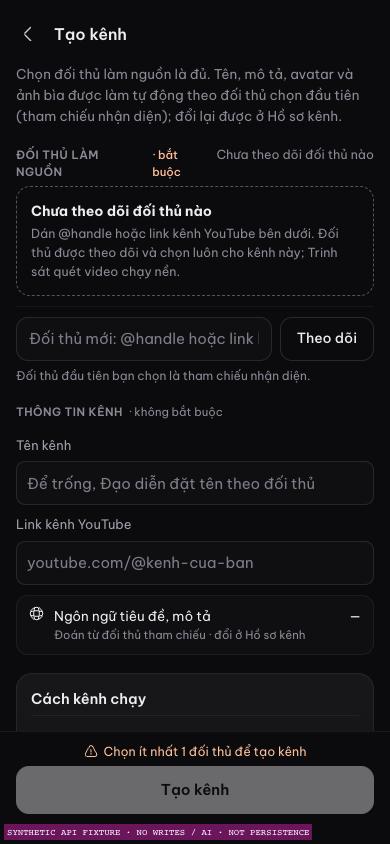 Tạo kênh
Chọn đối thủ làm nguồn là đủ. Tên, mô tả, avatar và
ảnh bìa được làm tự động theo đối thủ chọn đầu tiên
(tham chiếu nhận diện); đổi lại được ở Hồ sơ kênh.
ĐỐI THỦ LÀM NGUỒN · bắt buộc Chưa theo dõi đối thủ nào
Chưa theo dõi đối thủ nào
Dán @handle hoặc link kênh YouTube bên dưới. Đối
thủ được theo dõi và chọn luôn cho kênh này; Trinh
sát quét video chạy nền.
Đối thủ mới: @handle hoặc link Theo dõi
Đối thủ đầu tiên bạn chọn là tham chiếu nhận diện.
THÔNG TIN KÊNH · không bắt buộc
Tên kênh
Để trống, Đạo diễn đặt tên theo đối thủ
Link kênh YouTube
youtube.com/@kenh-cua-ban
Ngôn ngữ tiêu đề, mô tả –
Đoán từ đối thủ tham chiếu · đổi ở Hồ sơ kênh
Cách kênh chạy
Chọn ít nhất 1 đối thủ để tạo kênh
Tạo kênh
SYNTHETIC API FIXTURE · NO WRITES / AI · NOT PERSISTENCE